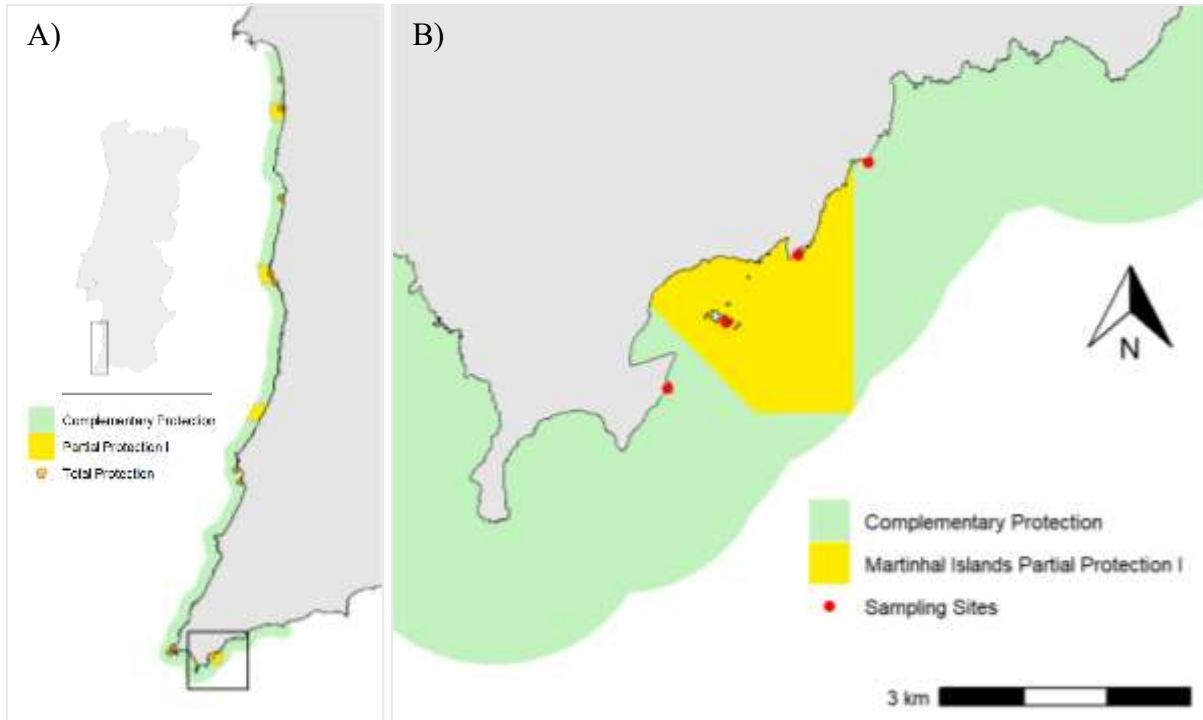 A)
Complementary Protection
Partial Protection I
Total Protection
B)
N
Complementary Protection
Martinhal Islands Partial Protection I
Sampling Sites
3 km